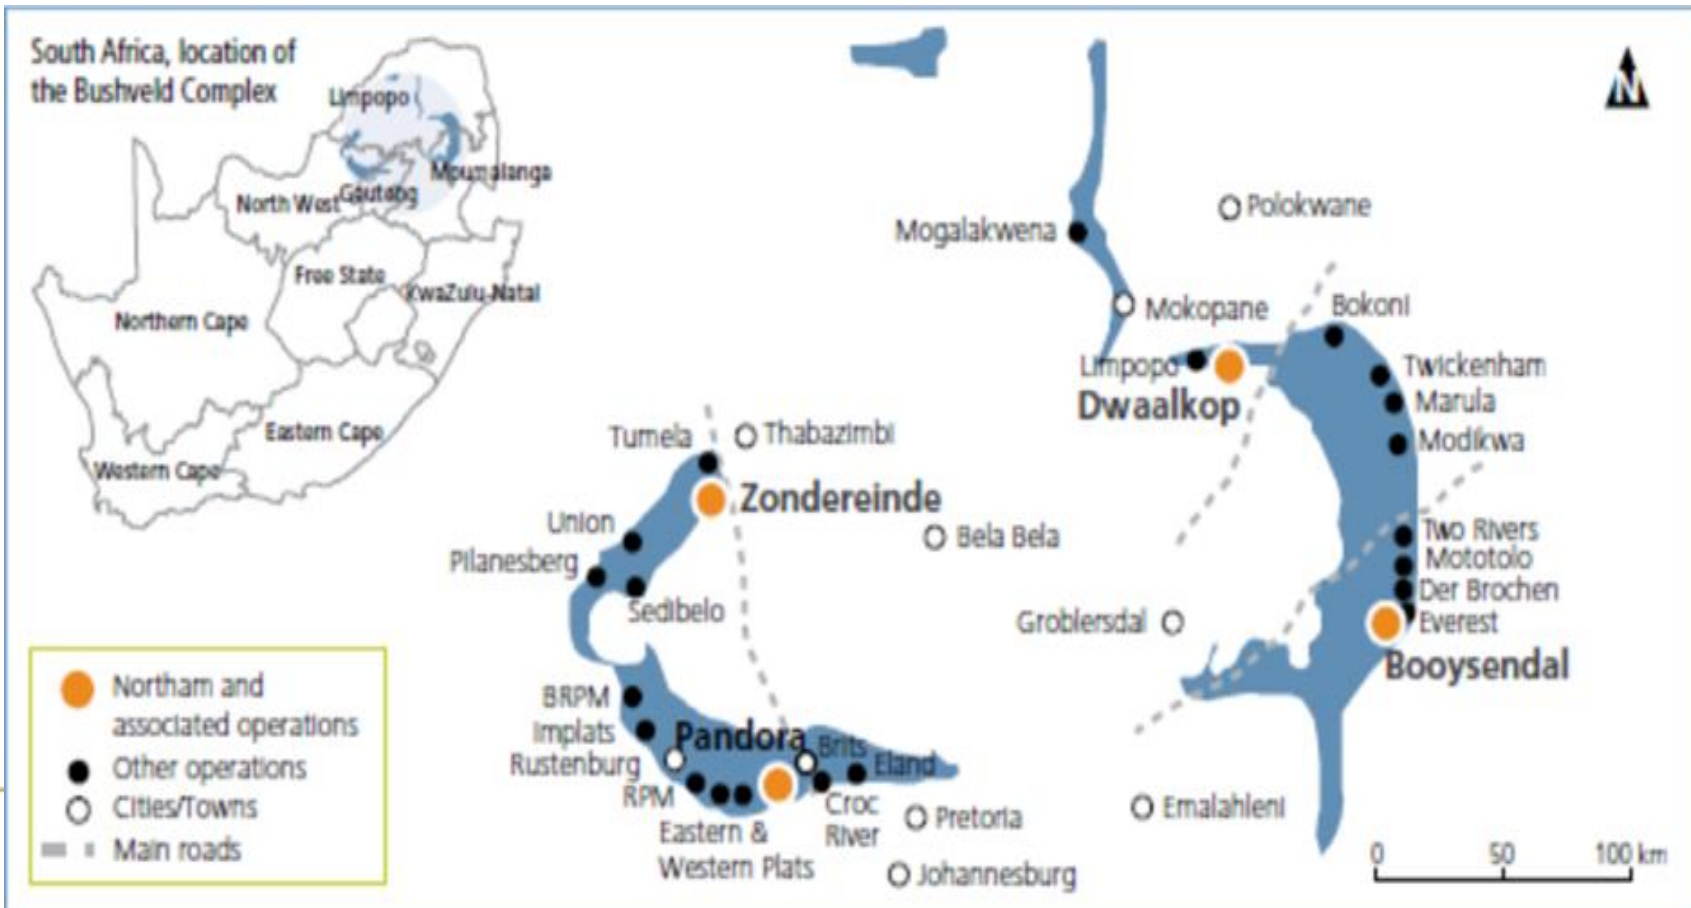 South Africa, location of
the Bushveld Complex
Limpopo
Mpumalanga
North West
Gauteng
Free State
KwaZulu-Natal
Northern Cape
Eastern Cape
Western Cape
N
Polokwane
Mogalakwena
Mokopane
Bokoni
Limpopo
Dwaalkop
Twickenham
Marula
Modikwa
Tumela
Thabazimbi
Zondereinde
Union
Bela Bela
Pilanesberg
Sedibelo
Two Rivers
Mototolo
Der Brochen
Groblersdal
Everest
Booysendal
BRPM
Implats
Pandora
Brits
Rustenburg
Eland
RPM
Croc
River
Pretoria
Emalahleni
Eastern &
Western Plats
Johannesburg
Northam and
associated operations
Other operations
Cities/Towns
Main roads
0 50 100 km